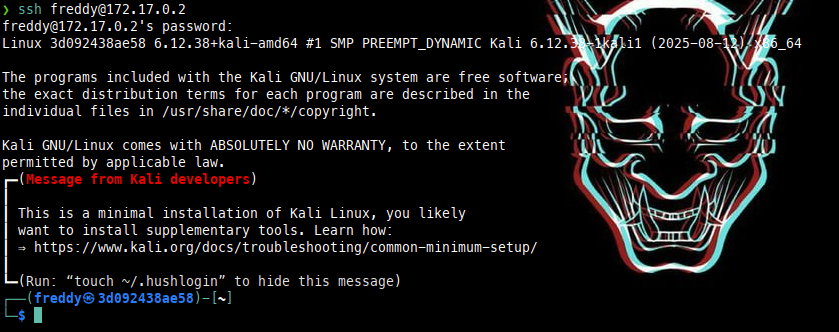 ❯ ssh freddy@172.17.0.2
freddy@172.17.0.2's password:
Linux 3d092438ae58 6.12.38+kali-amd64 #1 SMP PREEMPT_DYNAMIC Kali 6.12.38-1kali1 (2025-08-12) x86_64

The programs included with the Kali GNU/Linux system are free software;
the exact distribution terms for each program are described in the
individual files in /usr/share/doc/*/copyright.

Kali GNU/Linux comes with ABSOLUTELY NO WARRANTY, to the extent
permitted by applicable law.
┏━(Message from Kali developers)
┃
┃ This is a minimal installation of Kali Linux, you likely
┃ want to install supplementary tools. Learn how:
┃ ⇒ https://www.kali.org/docs/troubleshooting/common-minimum-setup/
┃
┗━(Run: “touch ~/.hushlogin” to hide this message)
┌──(freddy㉿3d092438ae58)-[~]
└─$